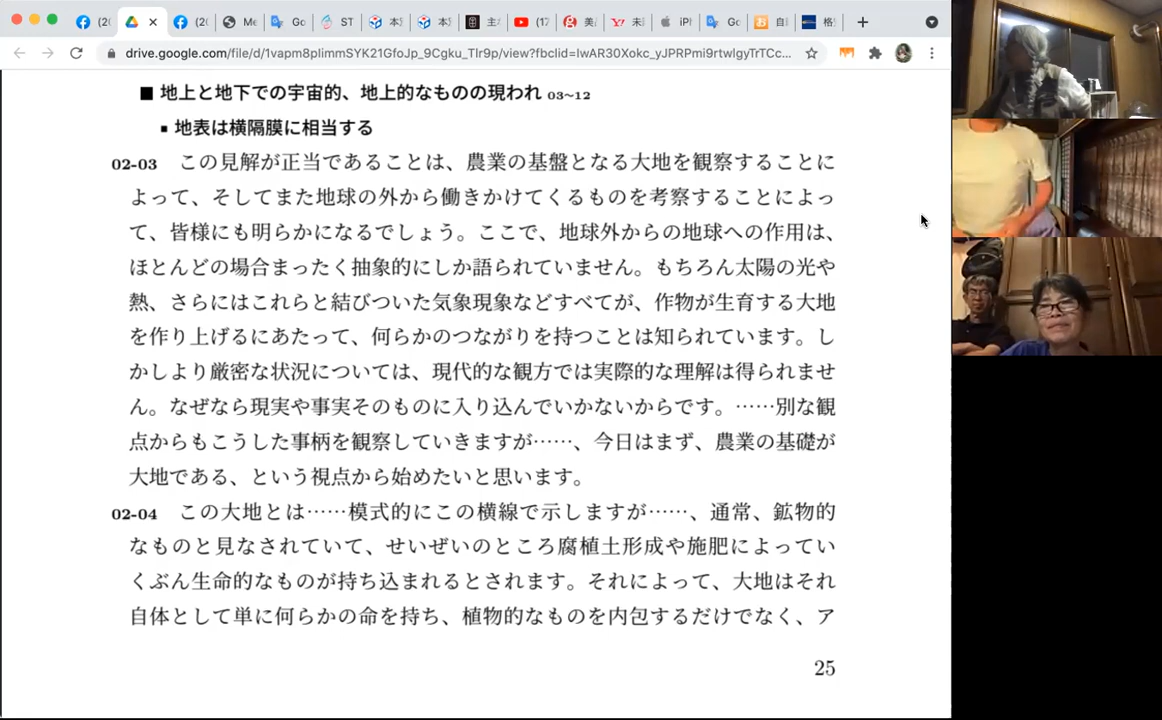 (2(
(2(
Me
Go
ST
本
本
主
(17
美
未
iPl
Go
自
格
drive.google.com/file/d/1vapm8plimmSYK21GfoJp_9Cgku_Tlr9p/view?fbclid=IwAR30Xokc_yJPRPmi9rtwlgyTrTCc...
■ 地上と地下での宇宙的、地上的なものの現われ 03〜12
▪ 地表は横隔膜に相当する
02-03 この見解が正当であることは、農業の基盤となる大地を観察することに
よって、そしてまた地球の外から働きかけてくるものを考察することによっ
て、皆様にも明らかになるでしょう。ここで、地球外からの地球への作用は、
ほとんどの場合まったく抽象的にしか語られていません。もちろん太陽の光や
熱、さらにはこれらと結びついた気象現象などすべてが、作物が生育する大地
を作り上げるにあたって、何らかのつながりを持つことは知られています。し
かしより厳密な状況については、現代的な観方では実際的な理解は得られませ
ん。なぜなら現実や事実そのものに入り込んでいかないからです。……別な観
点からもこうした事柄を観察していきますが……、今日はまず、農業の基礎が
大地である、という視点から始めたいと思います。
02-04 この大地とは……模式的にこの横線で示しますが……、通常、鉱物的
なものと見なされていて、せいぜいのところ腐植土形成や施肥によってい
くぶん生命的なものが持ち込まれるとされます。それによって、大地はそれ
自体として単に何らかの命を持ち、植物的なものを内包するだけでなく、ア
25